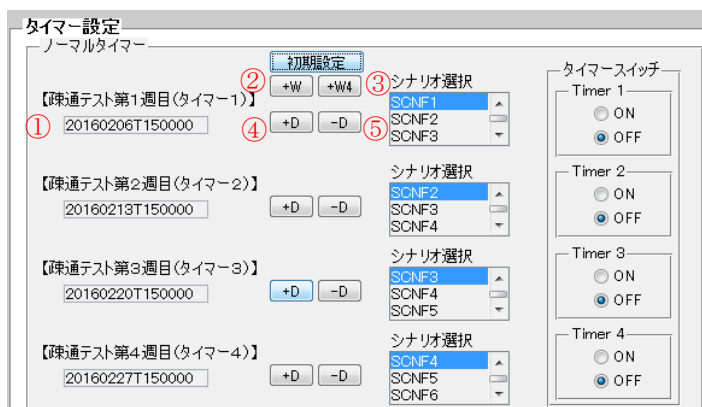 タイマー設定
ノーマルタイマー
初期設定
② +W +W4 ③ シナリオ選択
【疎通テスト第1週目(タイマー1)】
① 20160206T150000
④ +D -D ⑤
SCNF1
SCNF2
SCNF3
【疎通テスト第2週目(タイマー2)】
20160213T150000
+D -D
シナリオ選択
SCNF2
SCNF3
SCNF4
【疎通テスト第3週目(タイマー3)】
20160220T150000
+D -D
シナリオ選択
SCNF3
SCNF4
SCNF5
【疎通テスト第4週目(タイマー4)】
20160227T150000
+D -D
シナリオ選択
SCNF4
SCNF5
SCNF6
タイマースイッチ
Timer 1
ON
OFF
Timer 2
ON
OFF
Timer 3
ON
OFF
Timer 4
ON
OFF